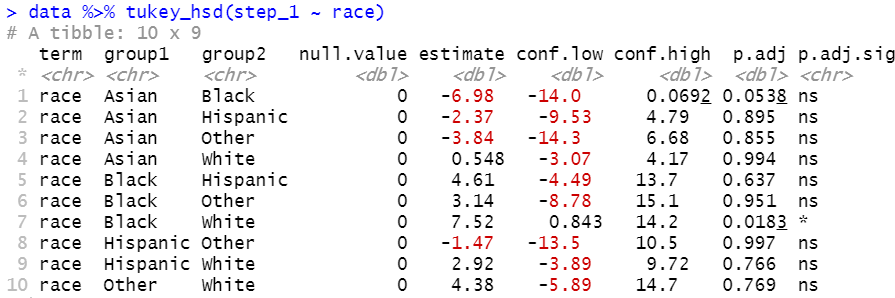 > data %>% tukey_hsd(step_1 ~ race)
# A tibble: 10 x 9
term group1 group2 null.value estimate conf.low conf.high p.adj p.adj.sig
* <chr> <chr> <chr> <dbl> <dbl> <dbl> <dbl> <dbl> <chr>
1 race Asian Black 0 -6.98 -14.0 0.0692 0.0538 ns
2 race Asian Hispanic 0 -2.37 -9.53 4.79 0.895 ns
3 race Asian Other 0 -3.84 -14.3 6.68 0.855 ns
4 race Asian White 0 0.548 -3.07 4.17 0.994 ns
5 race Black Hispanic 0 4.61 -4.49 13.7 0.637 ns
6 race Black Other 0 3.14 -8.78 15.1 0.951 ns
7 race Black White 0 7.52 0.843 14.2 0.0183 *
8 race Hispanic Other 0 -1.47 -13.5 10.5 0.997 ns
9 race Hispanic White 0 2.92 -3.89 9.72 0.766 ns
10 race Other White 0 4.38 -5.89 14.7 0.769 ns